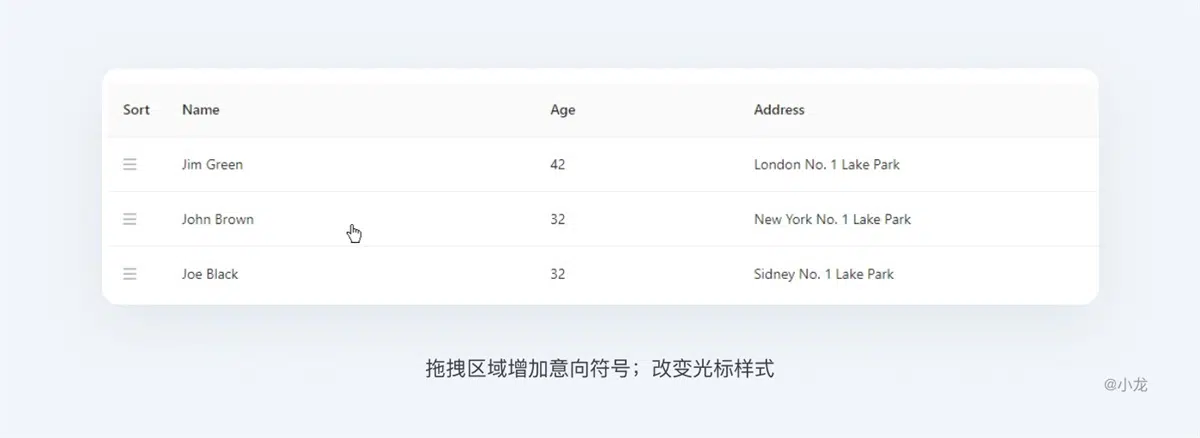 Sort Name Age Address
Jim Green 42 London No. 1 Lake Park
John Brown 32 New York No. 1 Lake Park
Joe Black 32 Sidney No. 1 Lake Park
拖拽区域增加意向符号；改变光标样式
@小龙